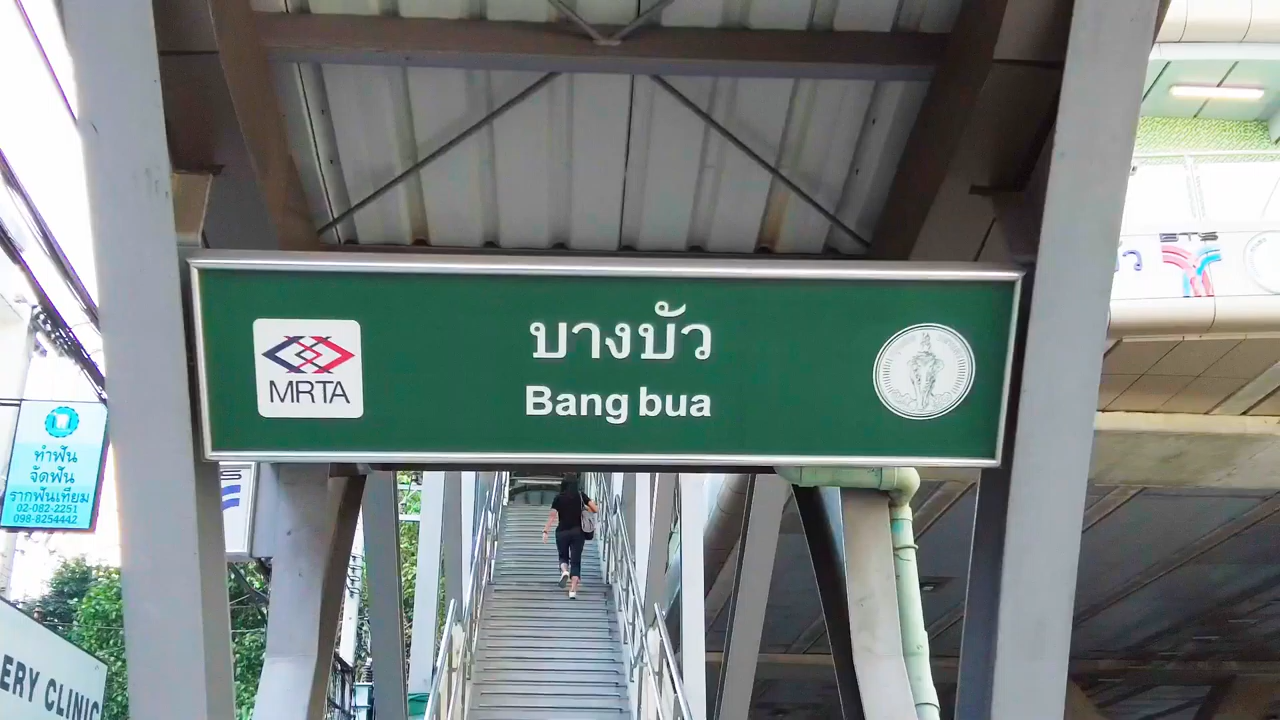 MRTA
บางบัว
Bang bua
ทำฟัน
จัดฟัน
รากฟันเทียม
02-082-2251
098-8254442
ERY CLINIC